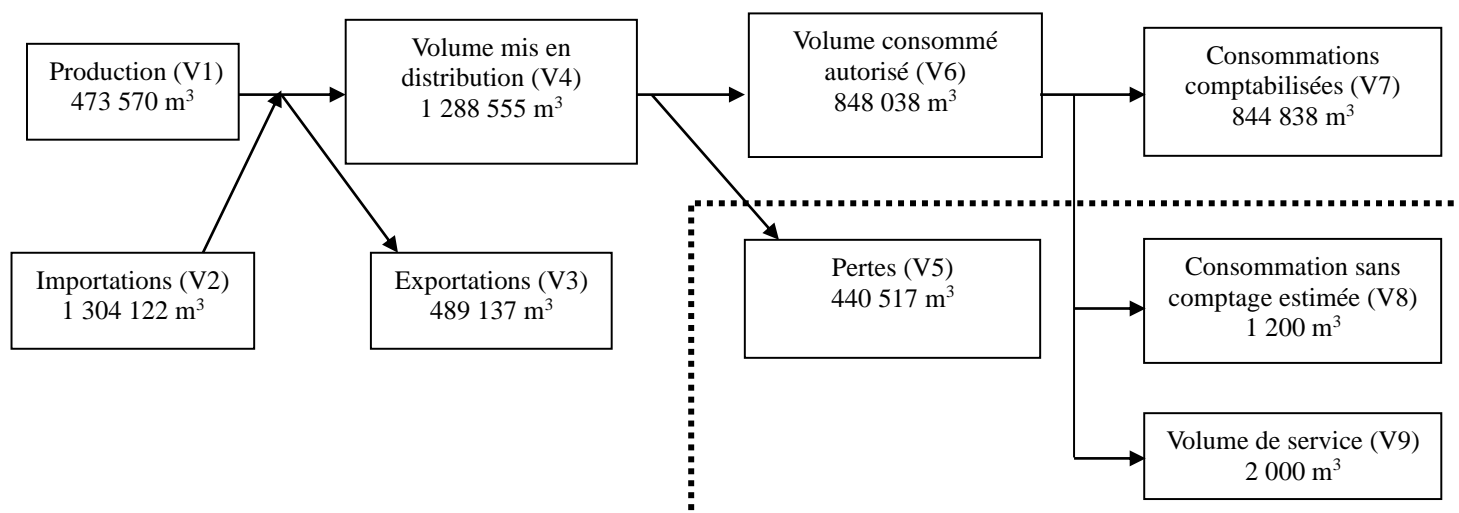 Production (V1)
473 570 m³
Volume mis en
distribution (V4)
1 288 555 m³
Volume consommé
autorisé (V6)
848 038 m³
Consommations
comptabilisées (V7)
844 838 m³
Importations (V2)
1 304 122 m³
Exportations (V3)
489 137 m³
Pertes (V5)
440 517 m³
Consommation sans
comptage estimée (V8)
1 200 m³
Volume de service (V9)
2 000 m³